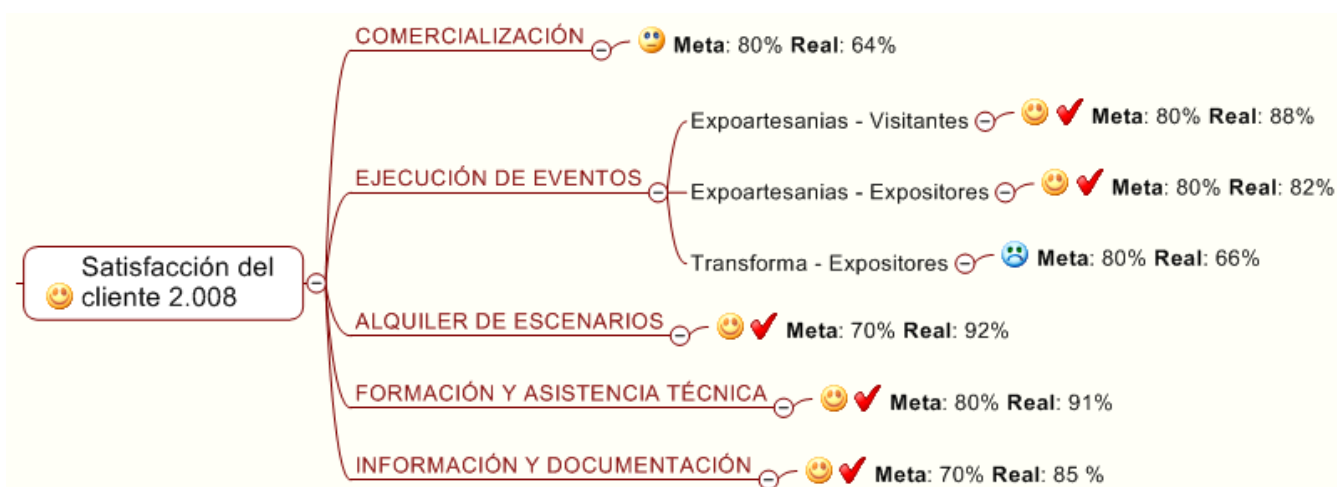 COMERCIALIZACIÓN Meta: 80% Real: 64%
Expoartesanias - Visitantes Meta: 80% Real: 88%
EJECUCIÓN DE EVENTOS
Expoartesanias - Expositores Meta: 80% Real: 82%
Transforma - Expositores Meta: 80% Real: 66%
Satisfacción del
cliente 2.008
ALQUILER DE ESCENARIOS Meta: 70% Real: 92%
FORMACIÓN Y ASISTENCIA TÉCNICA Meta: 80% Real: 91%
INFORMACIÓN Y DOCUMENTACIÓN Meta: 70% Real: 85 %